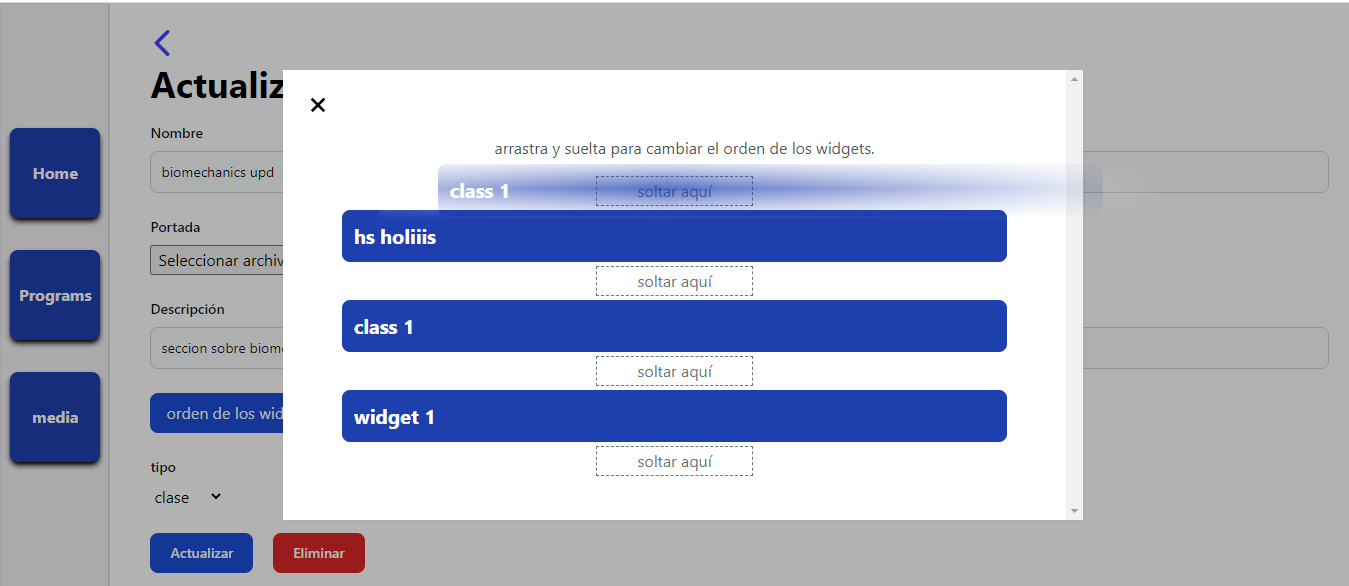 Home
Programs
media
Actualiz
Nombre
biomechanics upd
Portada
Seleccionar archiv
Descripción
seccion sobre biome
orden de los wid
tipo
clase
Actualizar
Eliminar
arrastra y suelta para cambiar el orden de los widgets.
class 1
soltar aquí
hs holiiis
soltar aquí
class 1
soltar aquí
widget 1
soltar aquí